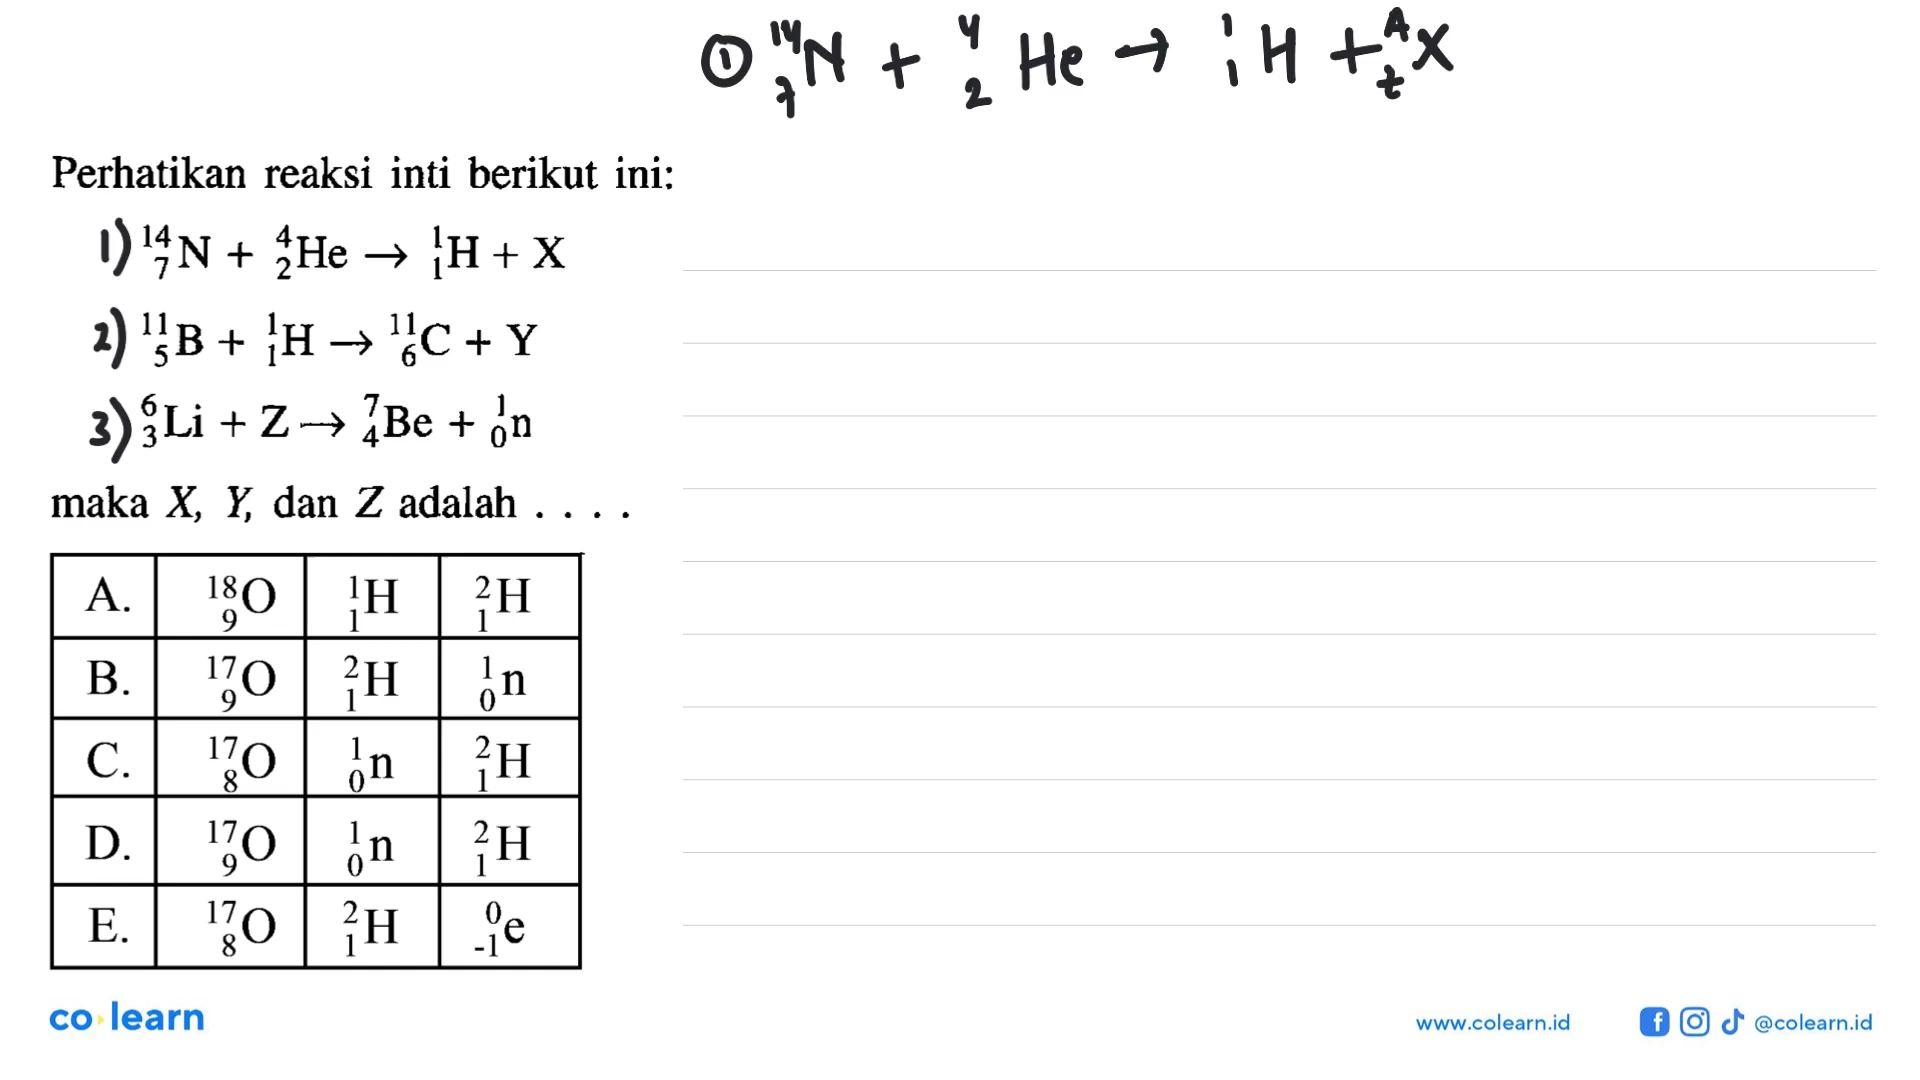 ① ¹⁴₇N + ⁴₂He → ¹₁H + ᴬ_zX
Perhatikan reaksi inti berikut ini:
1) ¹⁴₇N + ⁴₂He → ¹₁H + X
2) ¹¹₅B + ¹₁H → ¹¹₆C + Y
3) ⁶₃Li + Z → ⁷₄Be + ¹₀n
maka X, Y, dan Z adalah . . . .
A. ¹⁸₉O ¹₁H ²₁H
B. ¹⁷₉O ²₁H ¹₀n
C. ¹⁷₈O ¹₀n ²₁H
D. ¹⁷₉O ¹₀n ²₁H
E. ¹⁷₈O ²₁H ⁰₋₁e
co learn
www.colearn.id
@colearn.id